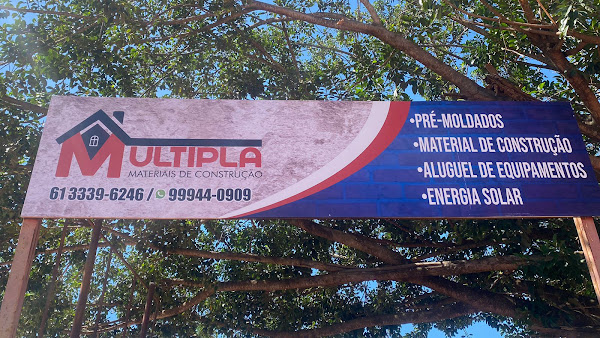 MULTIPLA
MATERIAIS DE CONSTRUÇÃO
61 3339-6246 / 99944-0909
•PRÉ-MOLDADOS
•MATERIAL DE CONSTRUÇÃO
•ALUGUEL DE EQUIPAMENTOS
•ENERGIA SOLAR